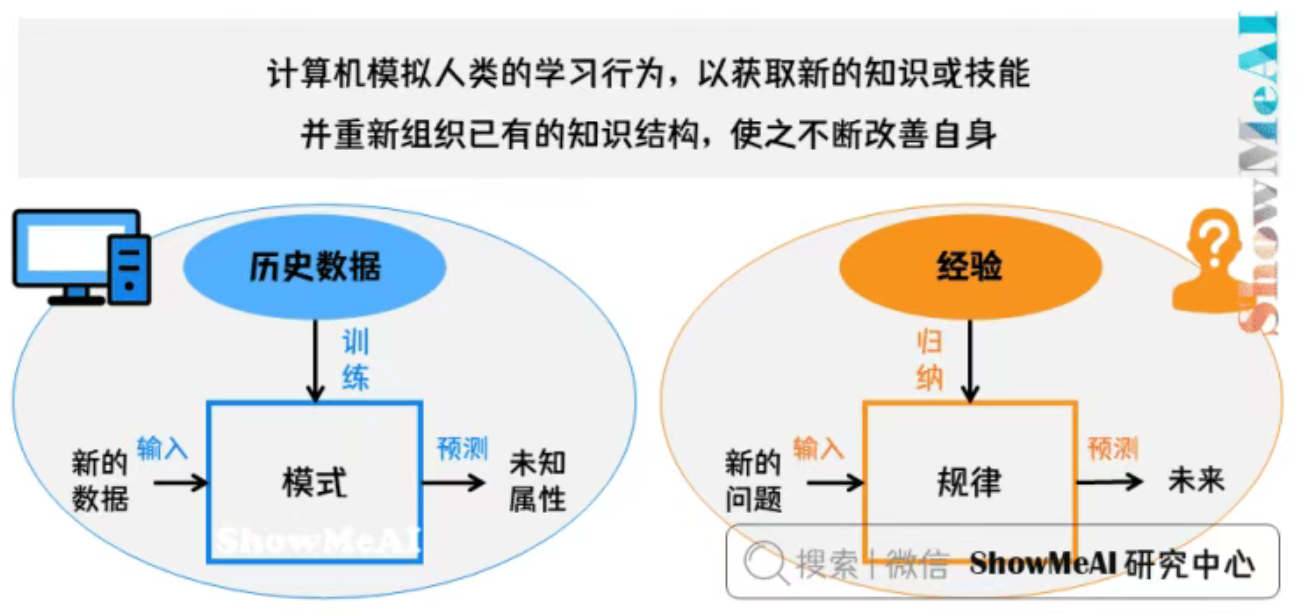 计算机模拟人类的学习行为，以获取新的知识或技能
并重新组织已有的知识结构，使之不断改善自身
ShowMeAI
历史数据
训
练
新的
数据
输入
模式
预测
未知
属性
ShowMeAI
经验
归
纳
新的
问题
输入
规律
预测
未来
?
搜索|微信 ShowMeAI 研究中心